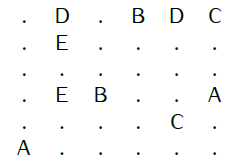 . D . B D C
. E . . . .
. . . . . .
. E B . . A
. . . . C .
A . . . . .